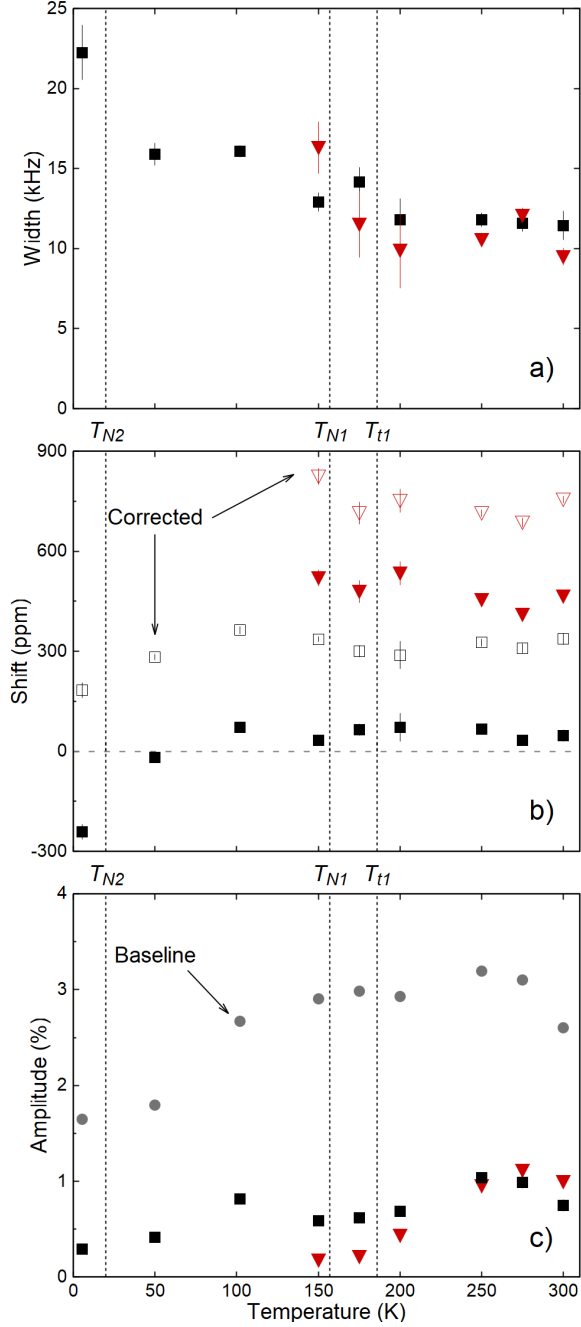 25
20
15
10
5
0
Width (kHz)
a)
T_N2
T_N1
T_t1
900
600
300
0
-300
Shift (ppm)
Corrected
b)
T_N2
T_N1
T_t1
4
3
2
1
0
Amplitude (%)
Baseline
c)
0 50 100 150 200 250 300
Temperature (K)